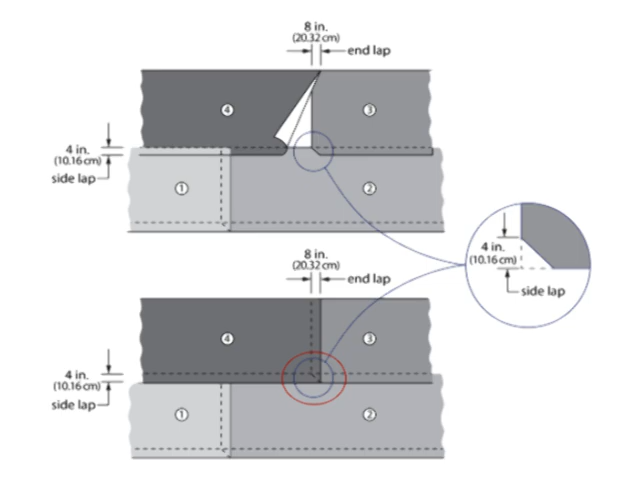 8 in.
(20.32 cm)
end lap
④
③
4 in.
(10.16 cm)
side lap
①
②
4 in.
(10.16 cm)
side lap
8 in.
(20.32 cm)
end lap
④
③
4 in.
(10.16 cm)
side lap
①
②